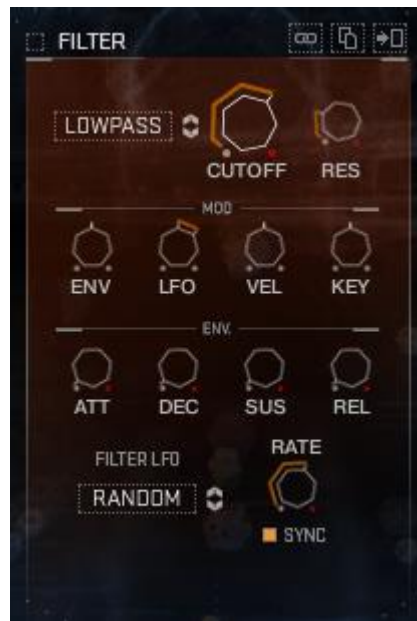 FILTER
LOWPASS
CUTOFF RES
MOD
ENV LFO VEL KEY
ENV.
ATT DEC SUS REL
FILTER LFO RATE
RANDOM
SYNC